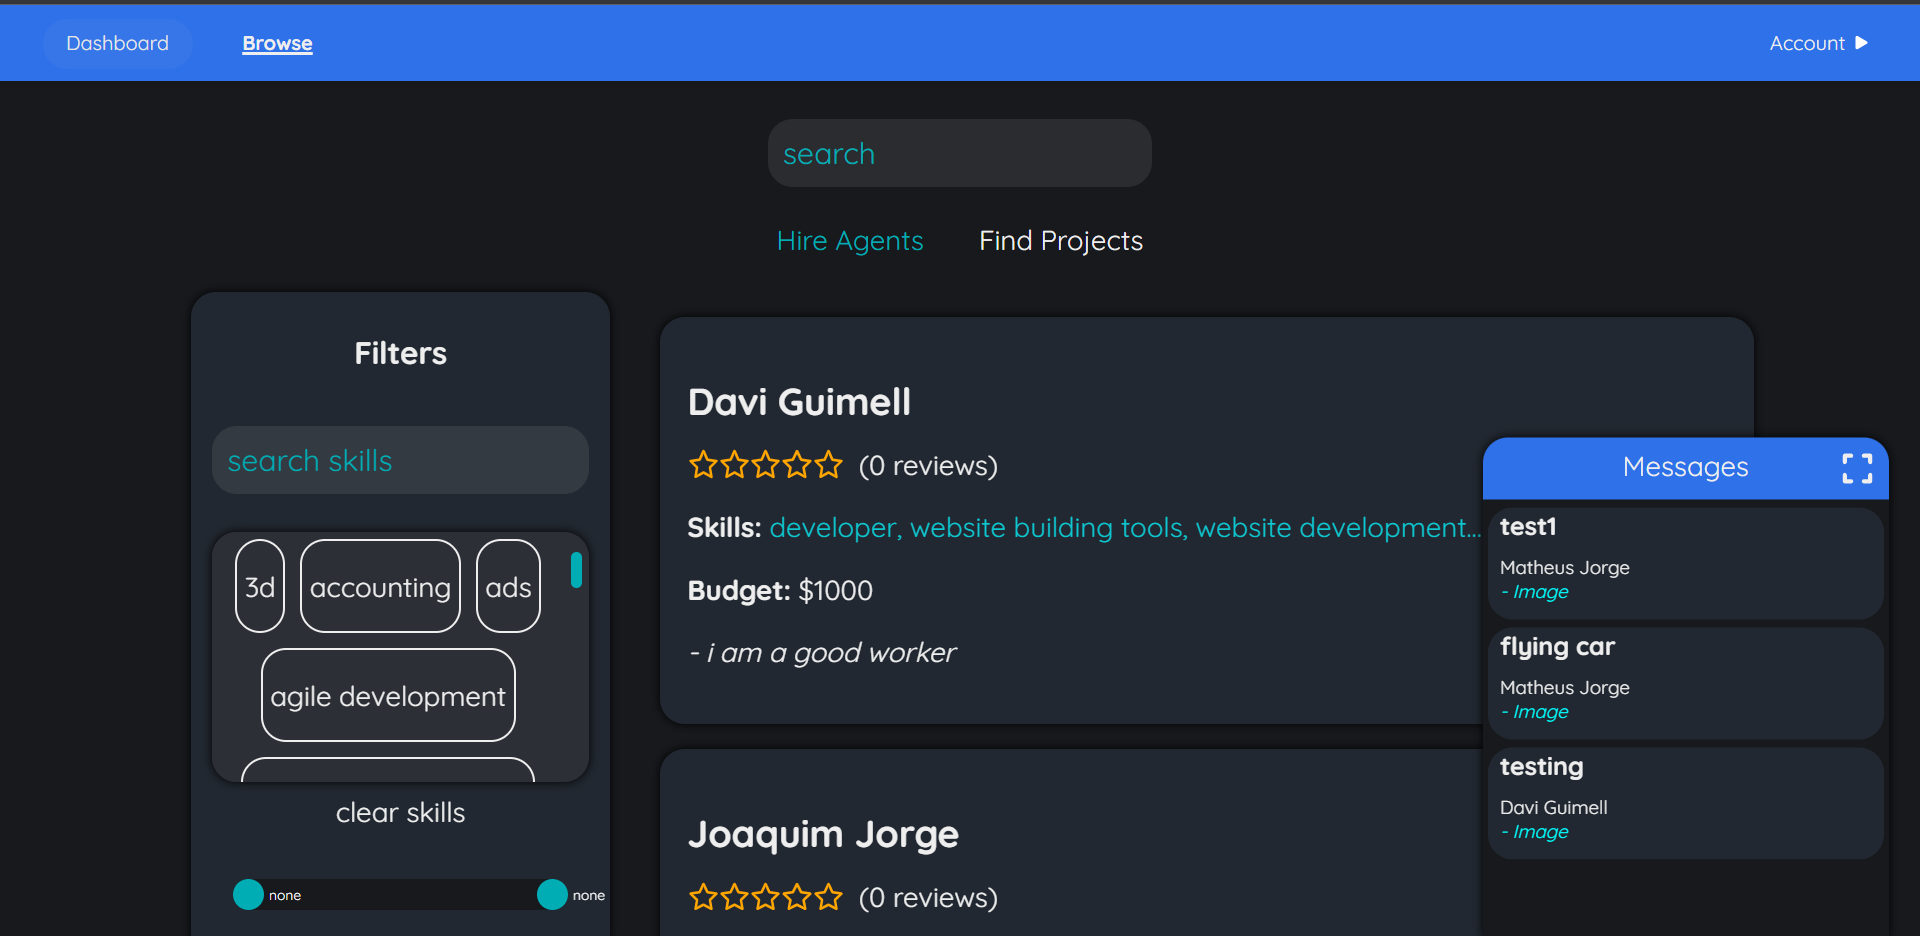 Dashboard
Browse
Account
search
Hire Agents
Find Projects
Filters
search skills
3d
accounting
ads
agile development
clear skills
none
none
Davi Guimell
(0 reviews)
Skills: developer, website building tools, website development...
Budget: $1000
- i am a good worker
Joaquim Jorge
(0 reviews)
Messages
test1
Matheus Jorge
- Image
flying car
Matheus Jorge
- Image
testing
Davi Guimell
- Image